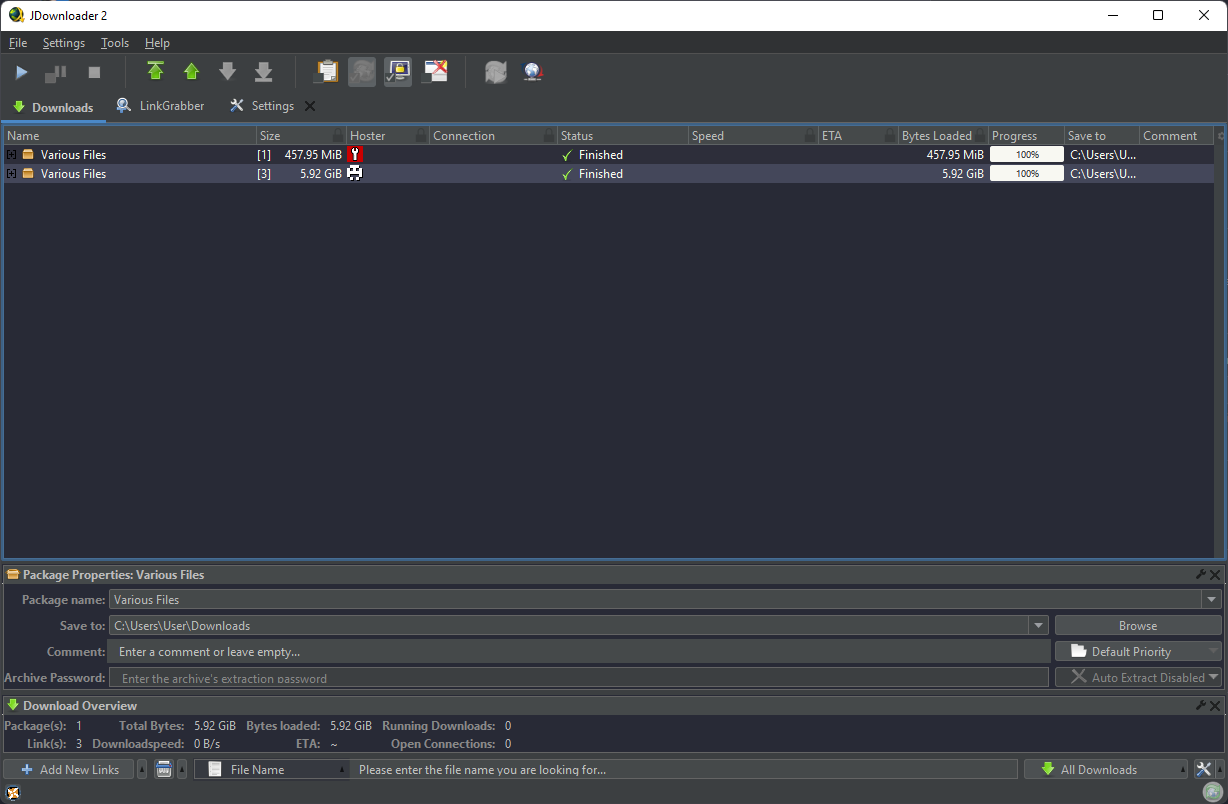 JDownloader 2
File Settings Tools Help
Downloads LinkGrabber Settings
Name Size Hoster Connection Status Speed ETA Bytes Loaded Progress Save to Comment
Various Files [1] 457.95 MiB Finished 457.95 MiB 100% C:\Users\U...
Various Files [3] 5.92 GiB Finished 5.92 GiB 100% C:\Users\U...
Package Properties: Various Files
Package name: Various Files
Save to: C:\Users\User\Downloads Browse
Comment: Enter a comment or leave empty... Default Priority
Archive Password: Enter the archive's extraction password Auto Extract Disabled
Download Overview
Package(s): 1 Total Bytes: 5.92 GiB Bytes loaded: 5.92 GiB Running Downloads: 0
Link(s): 3 Downloadspeed: 0 B/s ETA: ~ Open Connections: 0
Add New Links File Name Please enter the file name you are looking for... All Downloads